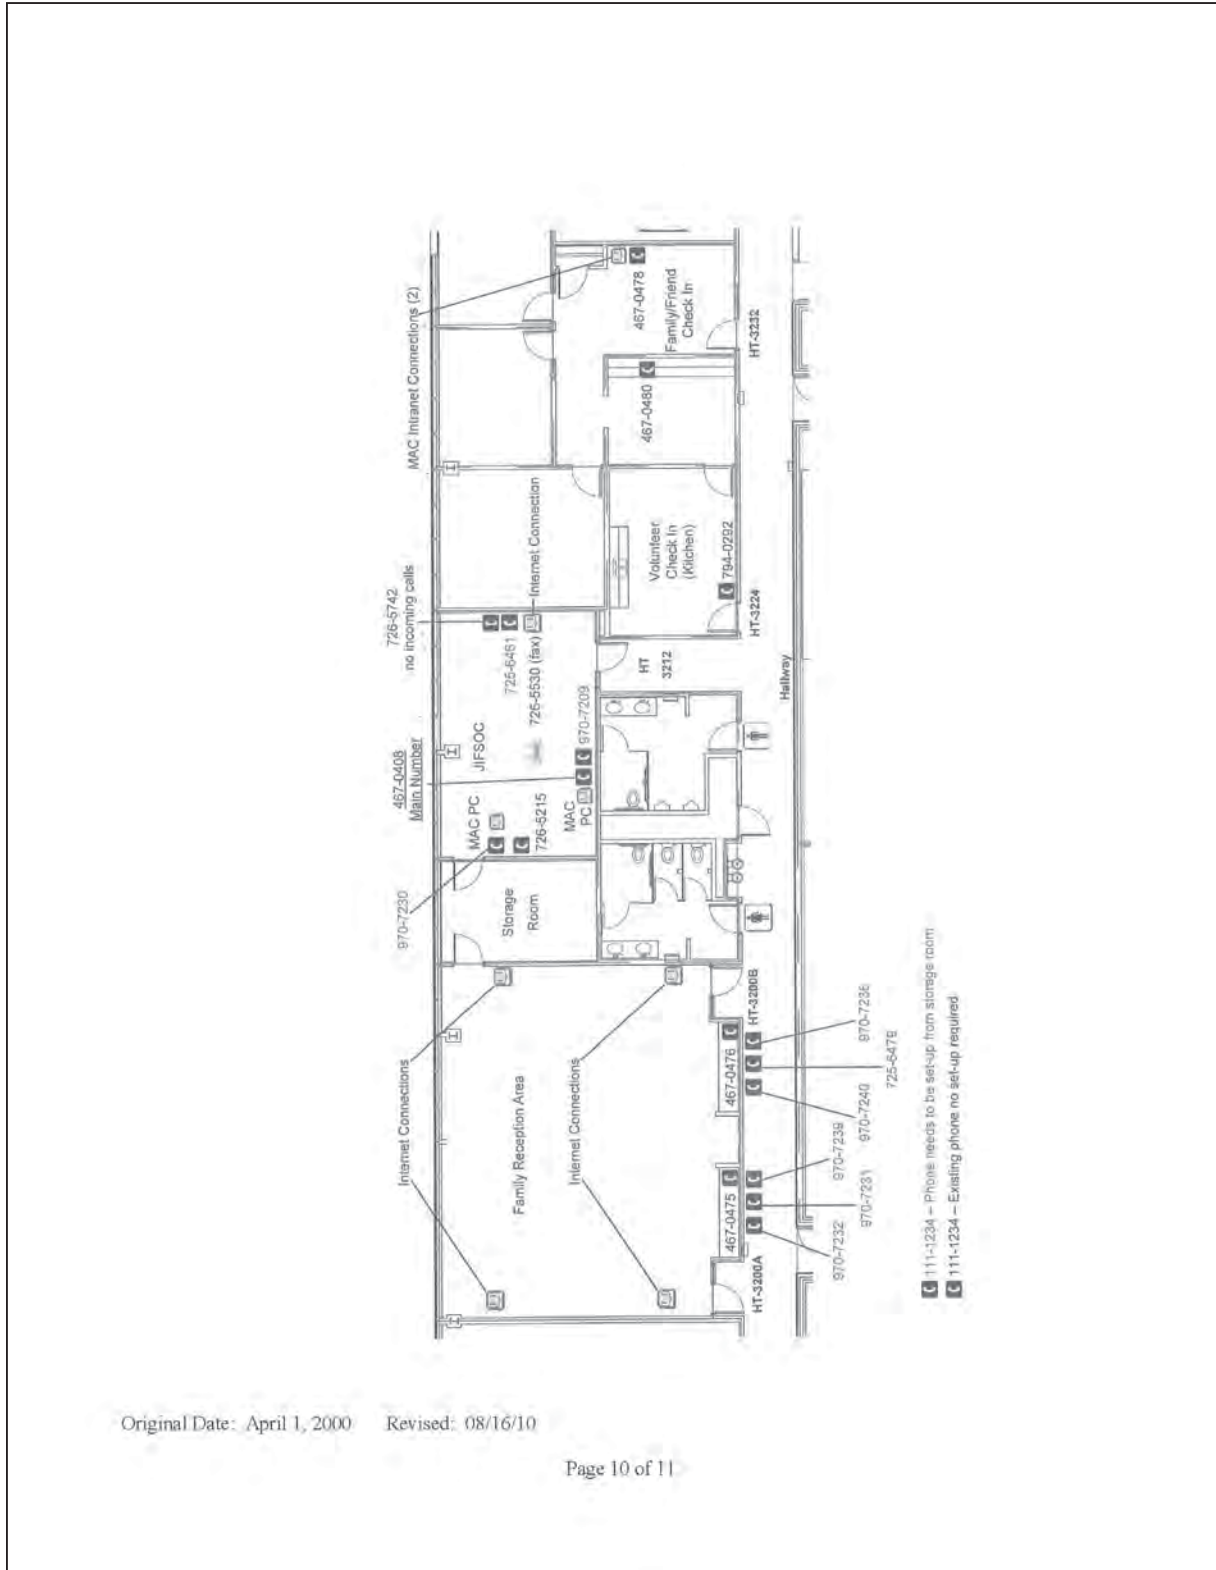 MAC Intranet Connections (2)
726-5742
no incoming calls
467-0408
Main Number
970-7230
Internet Connections
467-0478
Family/Friend
Check In
HT-3232
467-0480
Internet Connection
Volunteer
Check In
(Kitchen)
794-0292
HT-3224
725-6461
726-5530 (fax)
JIFSOC
970-7209
HT
3212
MAC PC
726-5215
MAC
PC
Storage
Room
Hallway
Family Reception Area
Internet Connections
467-0476
HT-3200B
970-7236
725-6479
970-7240
467-0475
970-7239
970-7231
970-7232
HT-3200A
111-1234 – Phone needs to be set-up from storage room
111-1234 – Existing phone no set-up required
Original Date: April 1, 2000 Revised: 08/16/10
Page 10 of 11